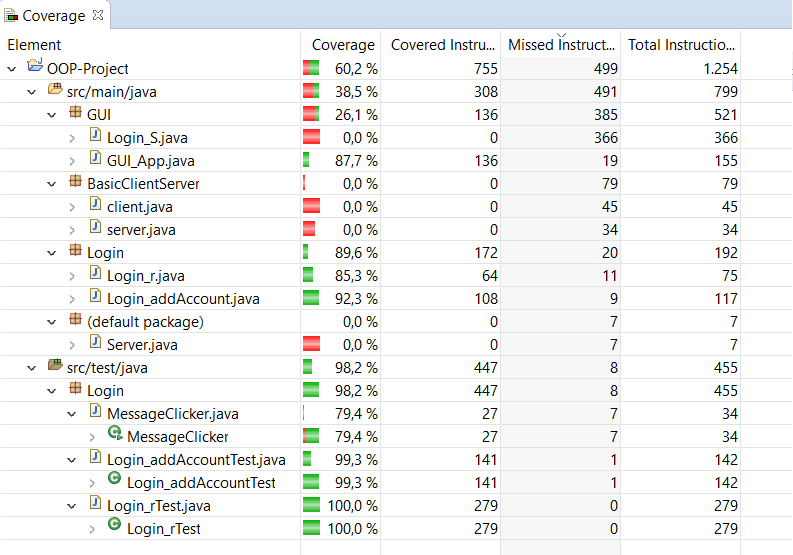 Coverage
Element Coverage Covered Instru... Missed Instruct... Total Instructio...
OOP-Project 60,2 % 755 499 1.254
src/main/java 38,5 % 308 491 799
GUI 26,1 % 136 385 521
Login_S.java 0,0 % 0 366 366
GUI_App.java 87,7 % 136 19 155
BasicClientServer 0,0 % 0 79 79
client.java 0,0 % 0 45 45
server.java 0,0 % 0 34 34
Login 89,6 % 172 20 192
Login_r.java 85,3 % 64 11 75
Login_addAccount.java 92,3 % 108 9 117
(default package) 0,0 % 0 7 7
Server.java 0,0 % 0 7 7
src/test/java 98,2 % 447 8 455
Login 98,2 % 447 8 455
MessageClicker.java 79,4 % 27 7 34
MessageClicker 79,4 % 27 7 34
Login_addAccountTest.java 99,3 % 141 1 142
Login_addAccountTest 99,3 % 141 1 142
Login_rTest.java 100,0 % 279 0 279
Login_rTest 100,0 % 279 0 279